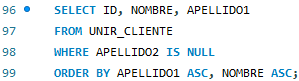 96 SELECT ID, NOMBRE, APELLIDO1
97 FROM UNIR_CLIENTE
98 WHERE APELLIDO2 IS NULL
99 ORDER BY APELLIDO1 ASC, NOMBRE ASC;